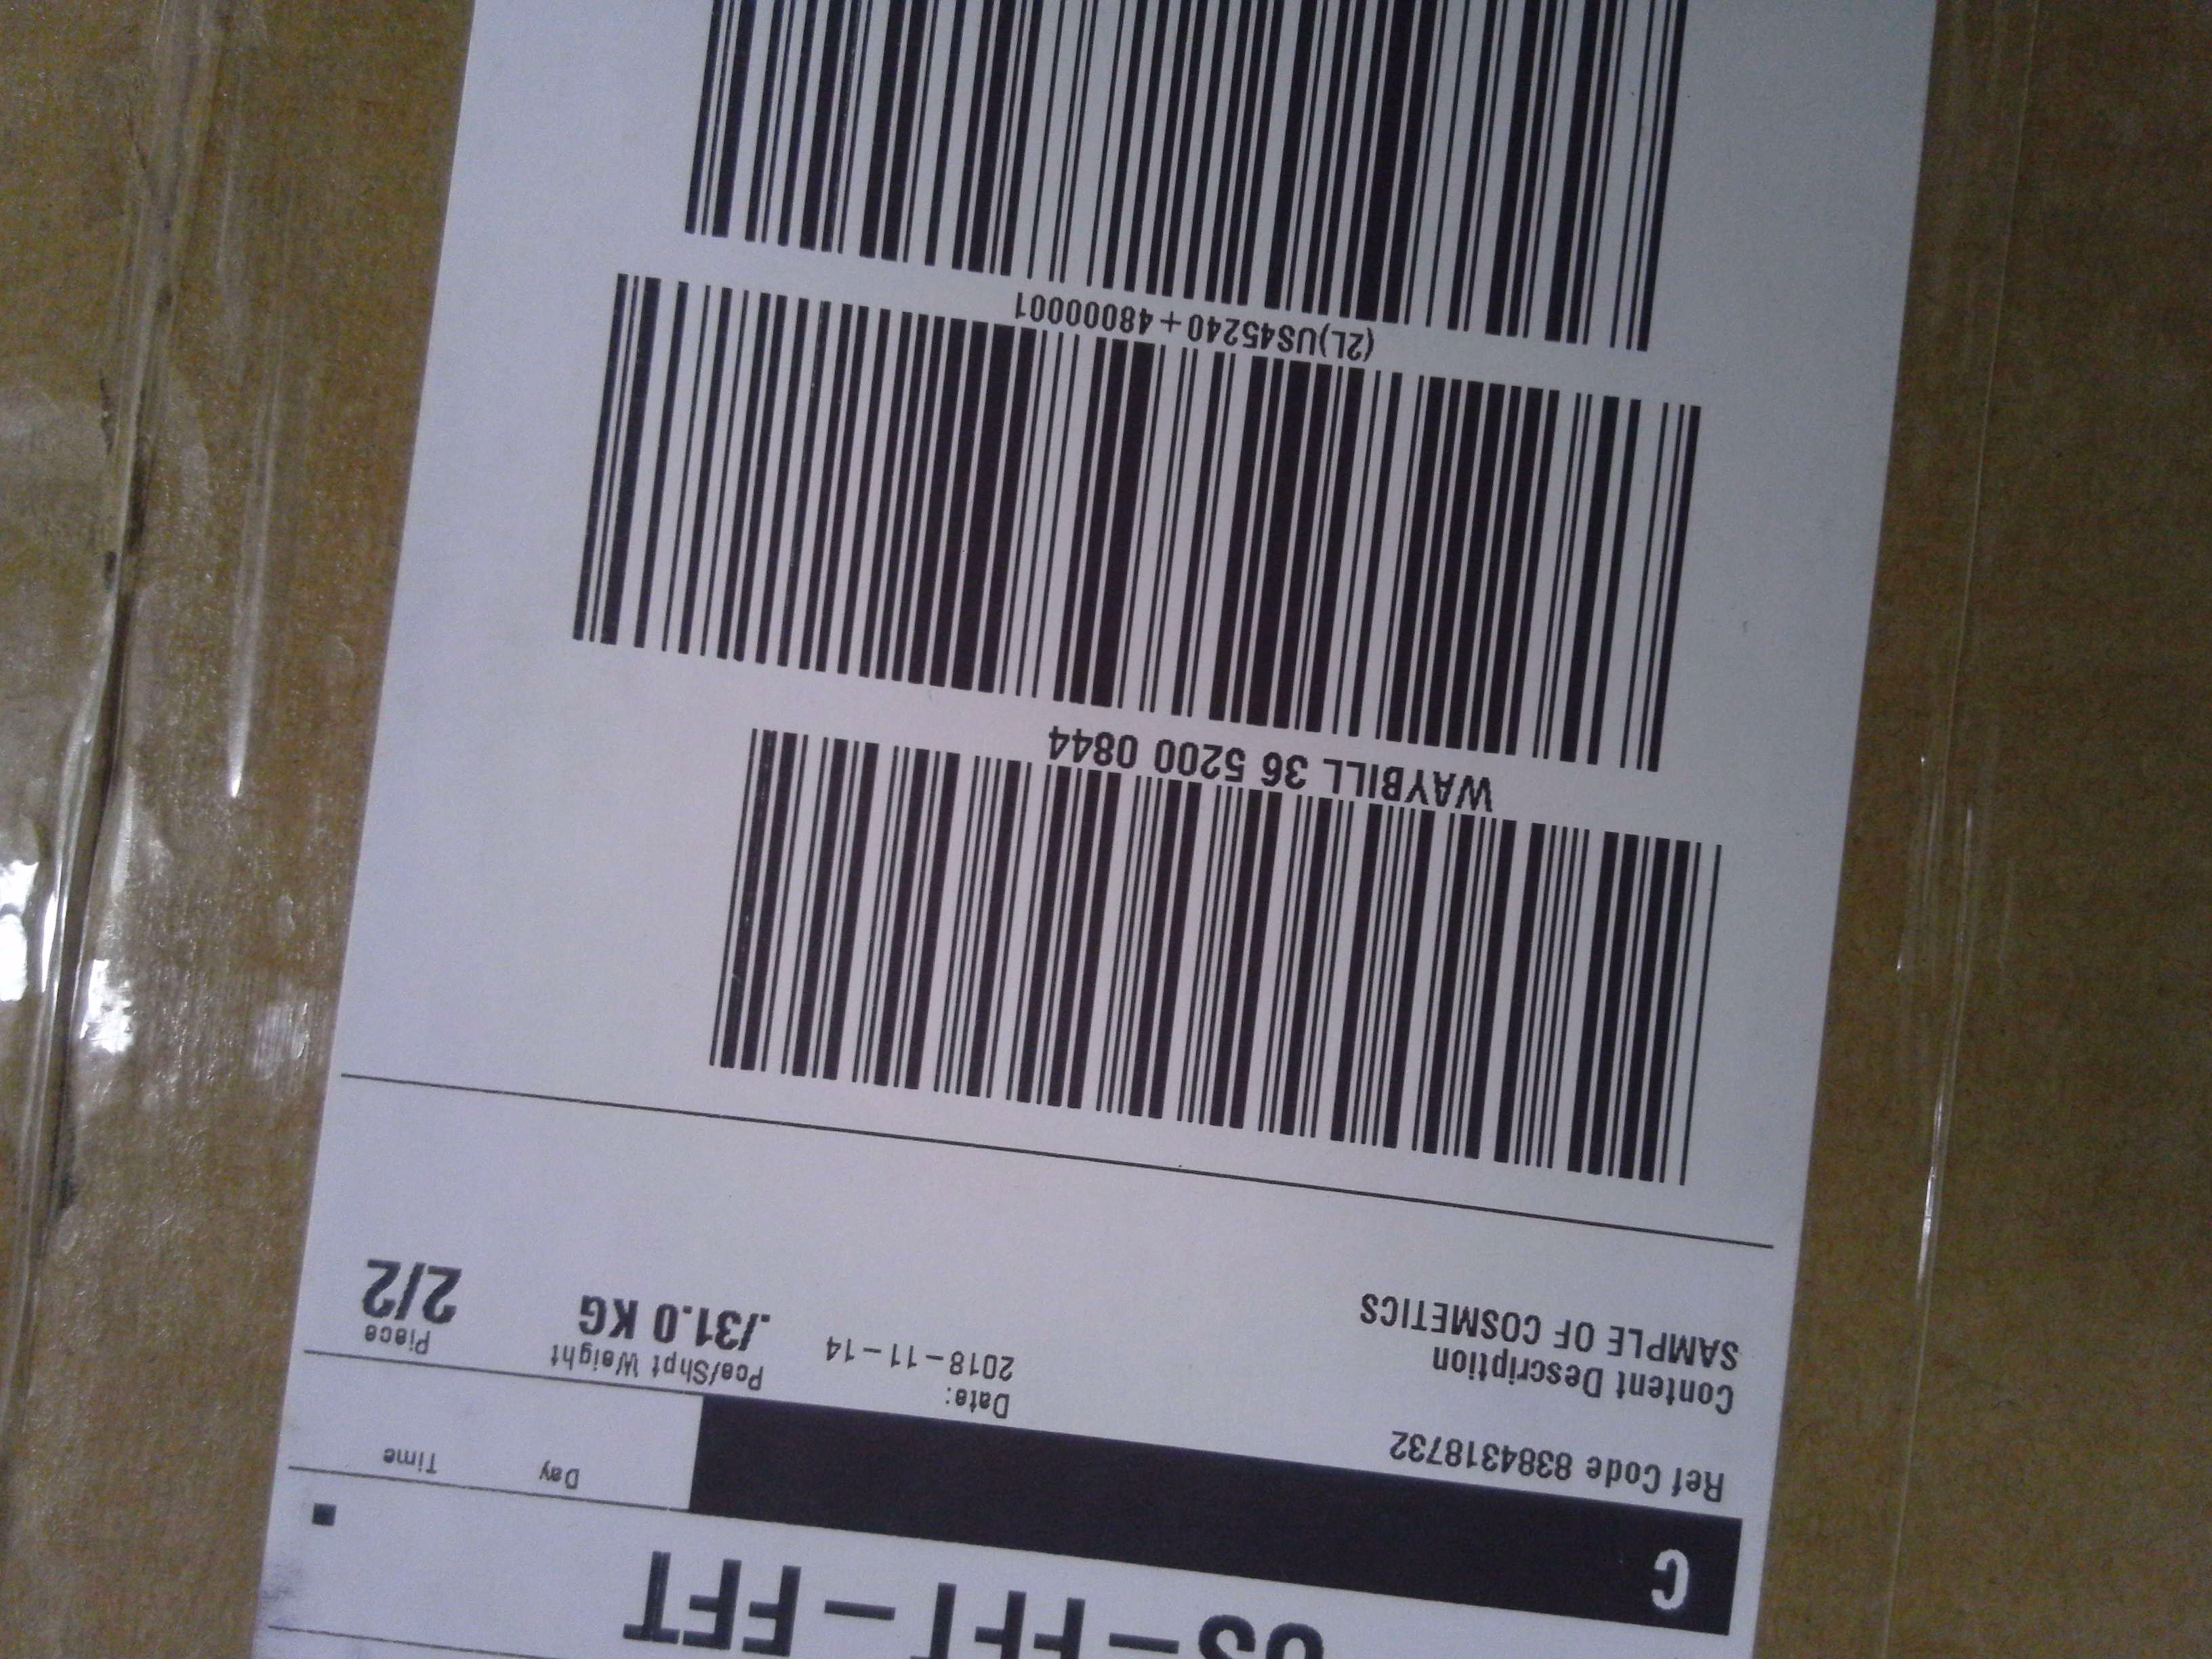 US-FFT-FFT
C
Day
Time
Ref Code 8384318732
Date:
2018-11-14
Pce/Shpt Weight
./31.0 KG
Piece
2/2
Content Description
SAMPLE OF COSMETICS
WAYBILL 36 5200 0844
(2L)US45240+48000001